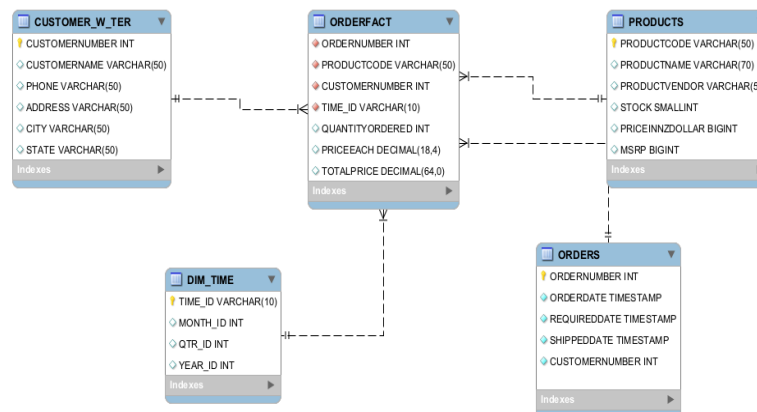 CUSTOMER_W_TER
CUSTOMERNUMBER INT
CUSTOMERNAME VARCHAR(50)
PHONE VARCHAR(50)
ADDRESS VARCHAR(50)
CITY VARCHAR(50)
STATE VARCHAR(50)
Indexes
ORDERFACT
ORDERNUMBER INT
PRODUCTCODE VARCHAR(50)
CUSTOMERNUMBER INT
TIME_ID VARCHAR(10)
QUANTITYORDERED INT
PRICEEACH DECIMAL(18,4)
TOTALPRICE DECIMAL(64,0)
Indexes
PRODUCTS
PRODUCTCODE VARCHAR(50)
PRODUCTNAME VARCHAR(70)
PRODUCTVENDOR VARCHAR(5
STOCK SMALLINT
PRICEINNZDOLLAR BIGINT
MSRP BIGINT
Indexes
DIM_TIME
TIME_ID VARCHAR(10)
MONTH_ID INT
QTR_ID INT
YEAR_ID INT
Indexes
ORDERS
ORDERNUMBER INT
ORDERDATE TIMESTAMP
REQUIREDDATE TIMESTAMP
SHIPPEDDATE TIMESTAMP
CUSTOMERNUMBER INT
Indexes